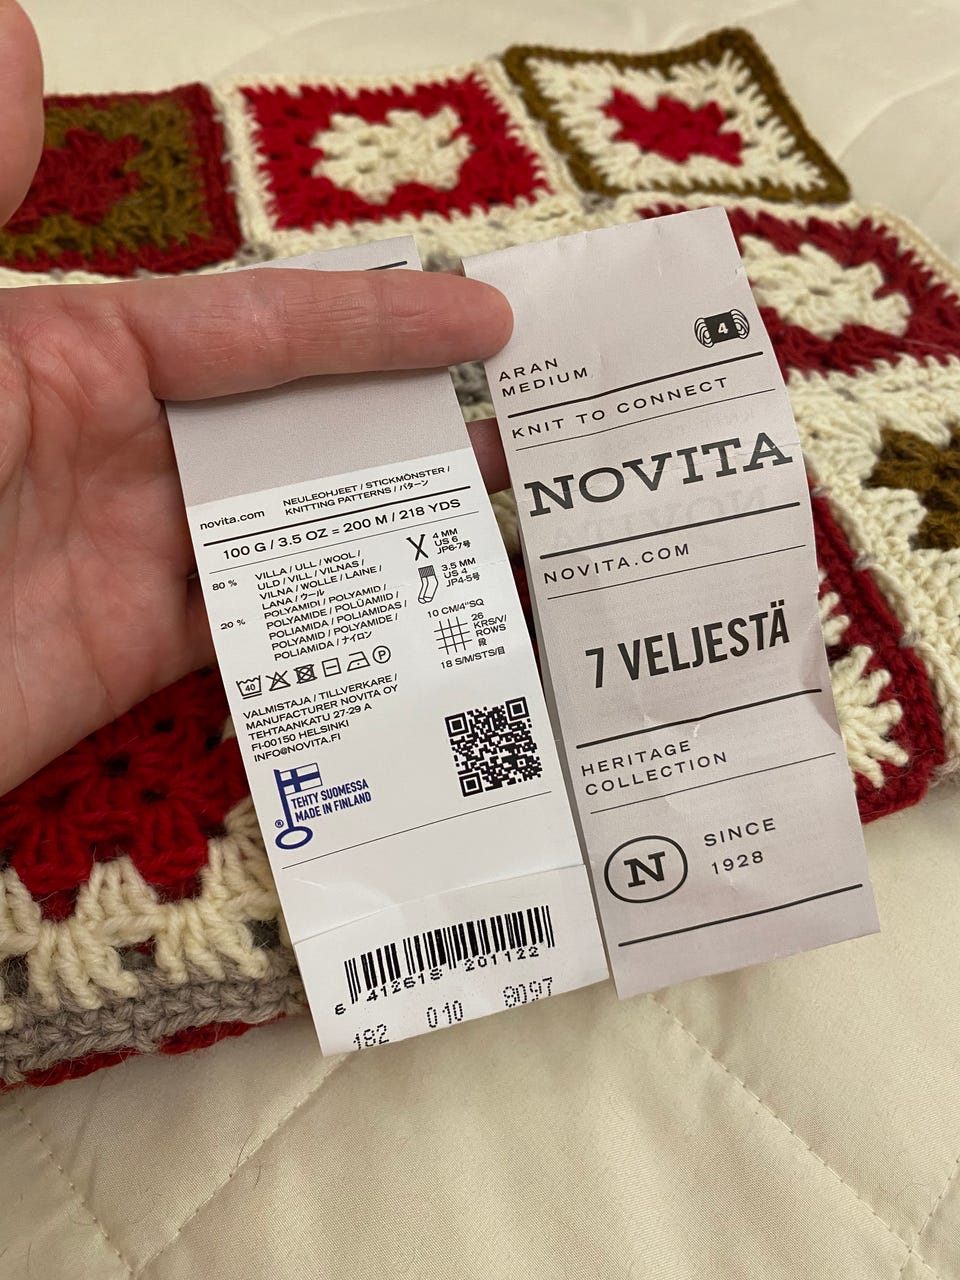 novita.com
NEULEOHJEET / STICKMÖNSTER /
KNITTING PATTERNS / パターン
100 G / 3.5 OZ = 200 M / 218 YDS
80 %
VILLA / ULL / WOOL /
ULD / VILL / VILNAS /
VILNA / WOLLE / LAINE /
LANA / ウール
20 %
POLYAMIDI / POLYAMID /
POLYAMIDE / POLÜAMIID /
POLIAMIDA / POLIAMIDAS /
POLYAMID / POLYAMIDE /
POLIAMIDA / ナイロン
4 MM
US 6
JP6-7号
3.5 MM
US 4
JP4-5号
10 CM/4"SQ
26
KRS/V/
ROWS
段
18 S/M/STS/目
40
P
VALMISTAJA / TILLVERKARE /
MANUFACTURER NOVITA OY
TEHTAANKATU 27-29 A
FI-00150 HELSINKI
INFO@NOVITA.FI
®
TEHTY SUOMESSA
MADE IN FINLAND
6 412618 201122
192 010 8097
4
ARAN
MEDIUM
KNIT TO CONNECT
NOVITA
NOVITA.COM
7 VELJESTÄ
HERITAGE
COLLECTION
N
SINCE
1928